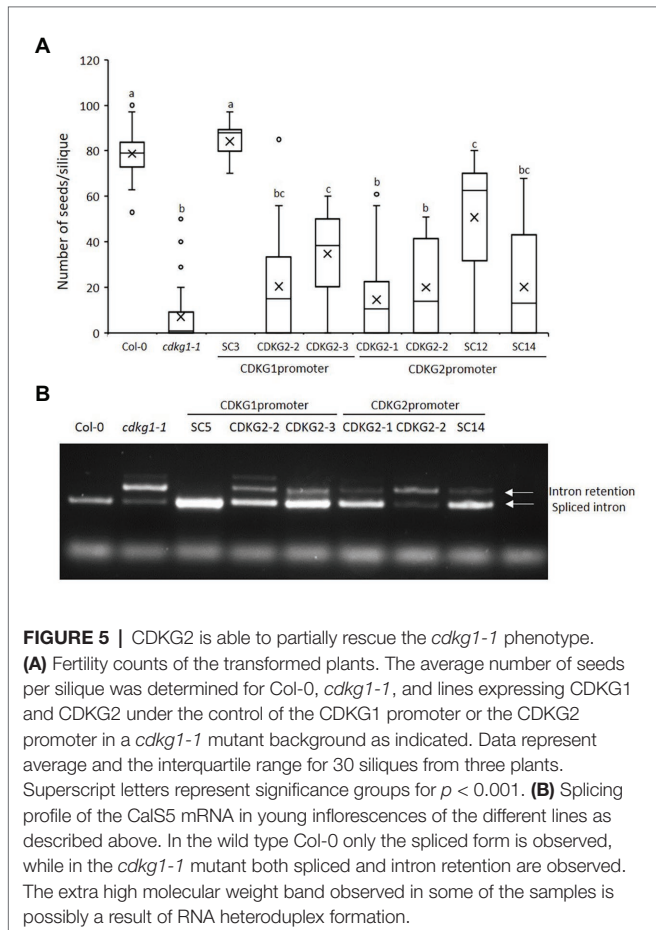 A
120
100
80
60
40
20
0
Number of seeds/silique
a
b
a
bc
c
b
b
c
bc
Col-0 cdkg1-1 SC3 CDKG2-2 CDKG2-3 CDKG2-1 CDKG2-2 SC12 SC14
CDKG1promoter CDKG2promoter
B
CDKG1promoter CDKG2promoter
Col-0 cdkg1-1 SC5 CDKG2-2 CDKG2-3 CDKG2-1 CDKG2-2 SC14
Intron retention
Spliced intron
FIGURE 5 | CDKG2 is able to partially rescue the cdkg1-1 phenotype.
(A) Fertility counts of the transformed plants. The average number of seeds
per silique was determined for Col-0, cdkg1-1, and lines expressing CDKG1
and CDKG2 under the control of the CDKG1 promoter or the CDKG2
promoter in a cdkg1-1 mutant background as indicated. Data represent
average and the interquartile range for 30 siliques from three plants.
Superscript letters represent significance groups for p < 0.001. (B) Splicing
profile of the CalS5 mRNA in young inflorescences of the different lines as
described above. In the wild type Col-0 only the spliced form is observed,
while in the cdkg1-1 mutant both spliced and intron retention are observed.
The extra high molecular weight band observed in some of the samples is
possibly a result of RNA heteroduplex formation.